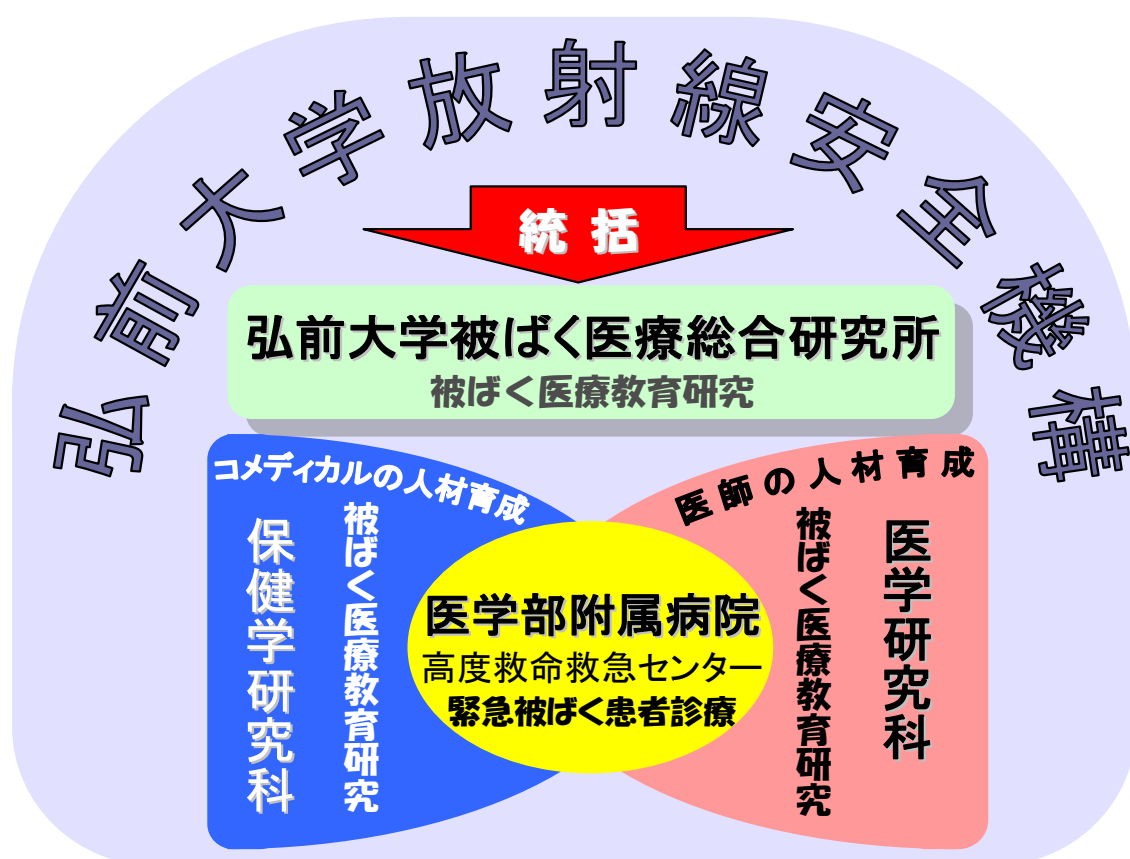 弘前大学放射線安全機構
統括
弘前大学被ばく医療総合研究所
被ばく医療教育研究
コメディカルの人材育成
保健学研究科
被ばく医療教育研究
医学部附属病院
高度救命救急センター
緊急被ばく患者診療
医師の人材育成
被ばく医療教育研究
医学研究科